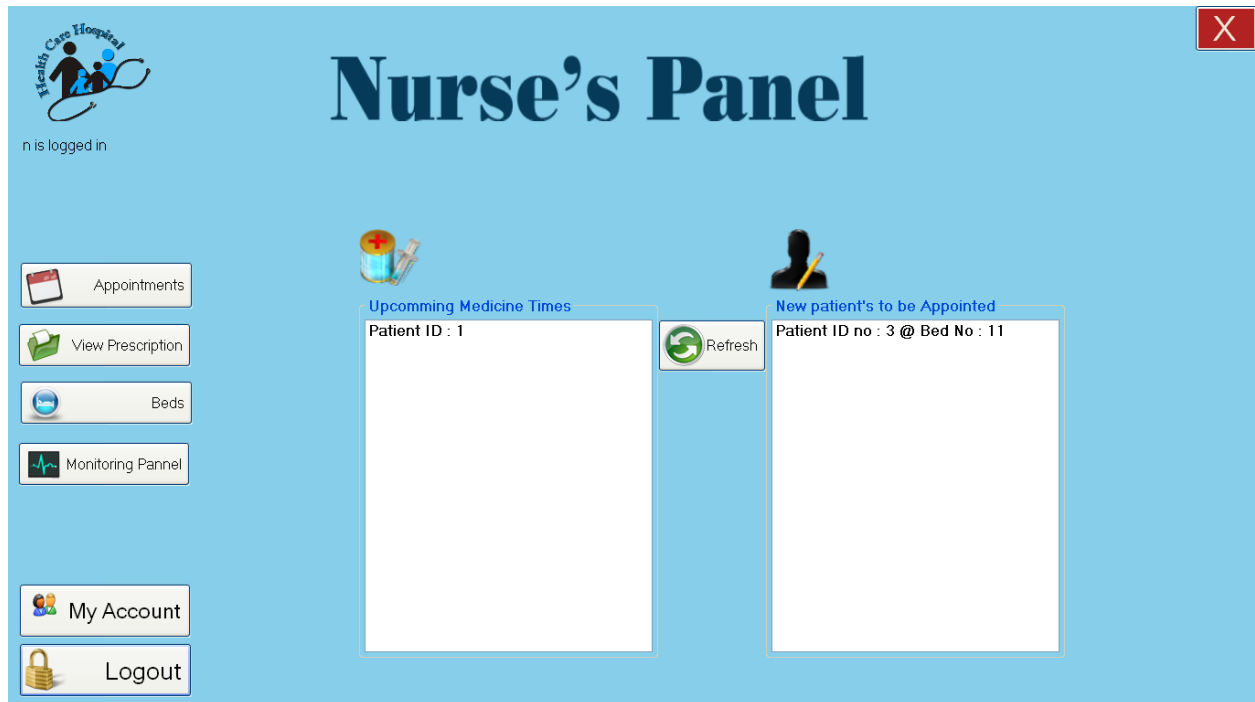 Health Care Hospital
X
Nurse's Panel
n is logged in
Appointments
View Prescription
Beds
Monitoring Pannel
My Account
Logout
Upcomming Medicine Times
Patient ID : 1
Refresh
New patient's to be Appointed
Patient ID no : 3 @ Bed No : 11